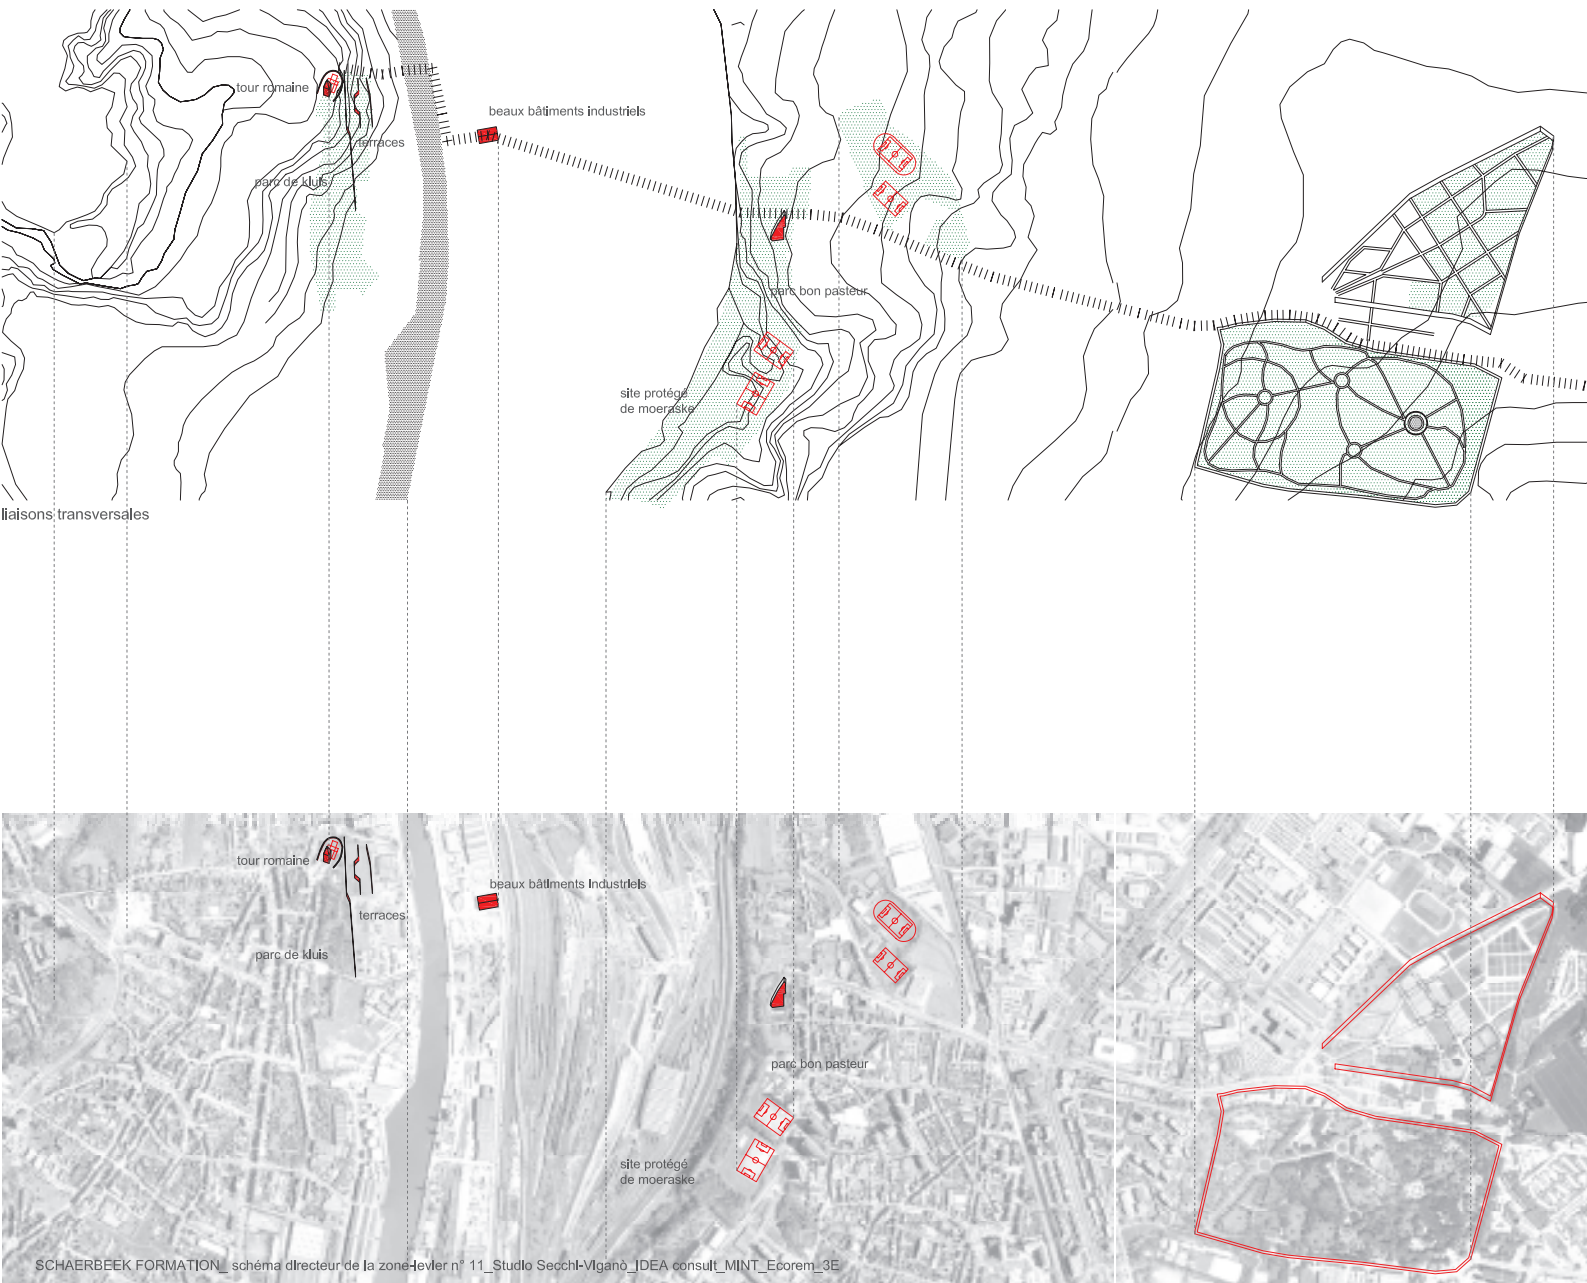 tour romaine
beaux bâtiments industriels
terraces
parc de kluis
parc bon pasteur
site protégé
de moeraske
liaisons transversales
tour romaine
beaux bâtiments industriels
terraces
parc de kluis
parc bon pasteur
site protégé
de moeraske
SCHAERBEEK FORMATION_ schéma directeur de la zone-levier n° 11_Studio Secchi-Viganò_IDEA consult_MINT_Ecorem_3E